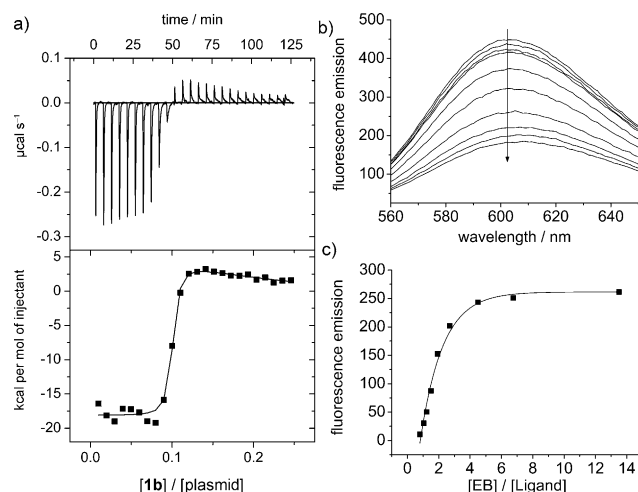 a)
time / min
0 25 50 75 100 125
0.1
0.0
-0.1
-0.2
-0.3
µcal s⁻¹
5
0
-5
-10
-15
-20
kcal per mol of injectant
0.0 0.1 0.2
[1b] / [plasmid]
b)
500
400
300
200
100
fluorescence emission
560 580 600 620 640
wavelength / nm
c)
300
250
200
150
100
50
0
fluorescence emission
0 2 4 6 8 10 12 14
[EB] / [Ligand]